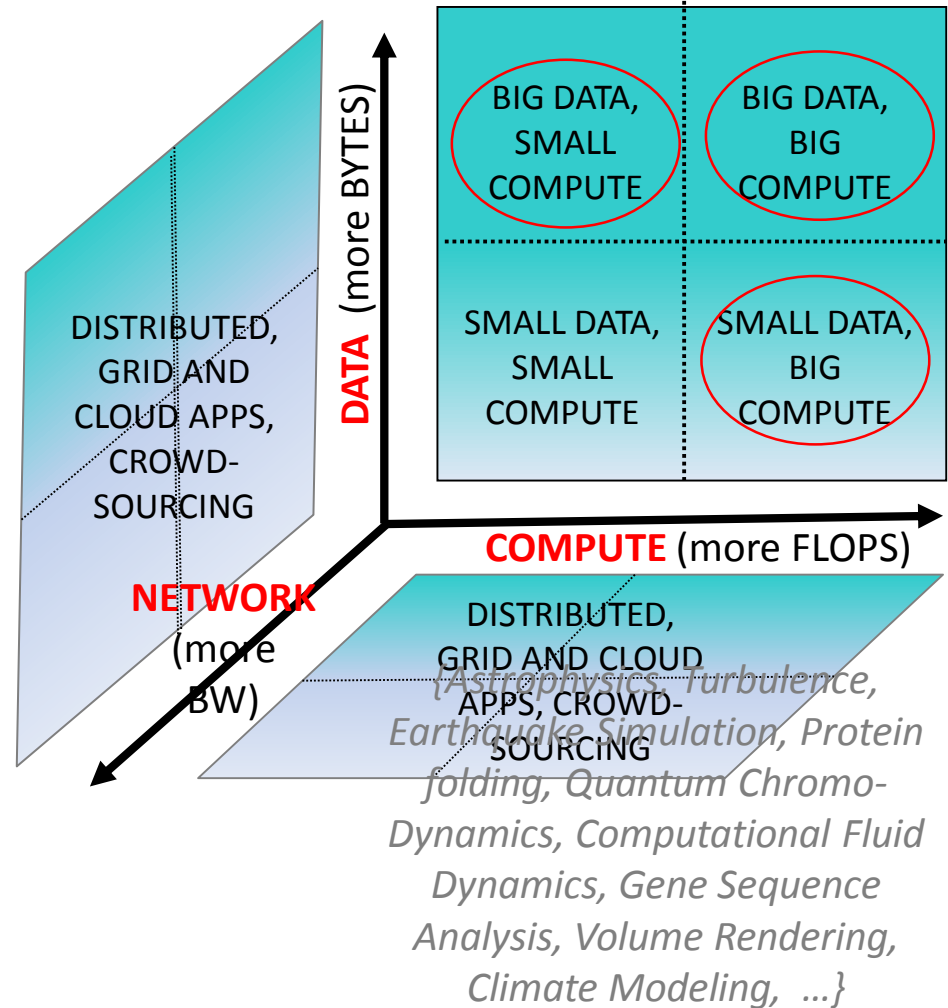 BIG DATA,
SMALL
COMPUTE
BIG DATA,
BIG
COMPUTE
DATA (more BYTES)
SMALL DATA,
SMALL
COMPUTE
SMALL DATA,
BIG
COMPUTE
DISTRIBUTED,
GRID AND
CLOUD APPS,
CROWD-
SOURCING
COMPUTE (more FLOPS)
NETWORK
(more
BW)
DISTRIBUTED,
GRID AND CLOUD
APPS, CROWD-
SOURCING
{Astrophysics, Turbulence,
Earthquake Simulation, Protein
folding, Quantum Chromo-
Dynamics, Computational Fluid
Dynamics, Gene Sequence
Analysis, Volume Rendering,
Climate Modeling, ...}